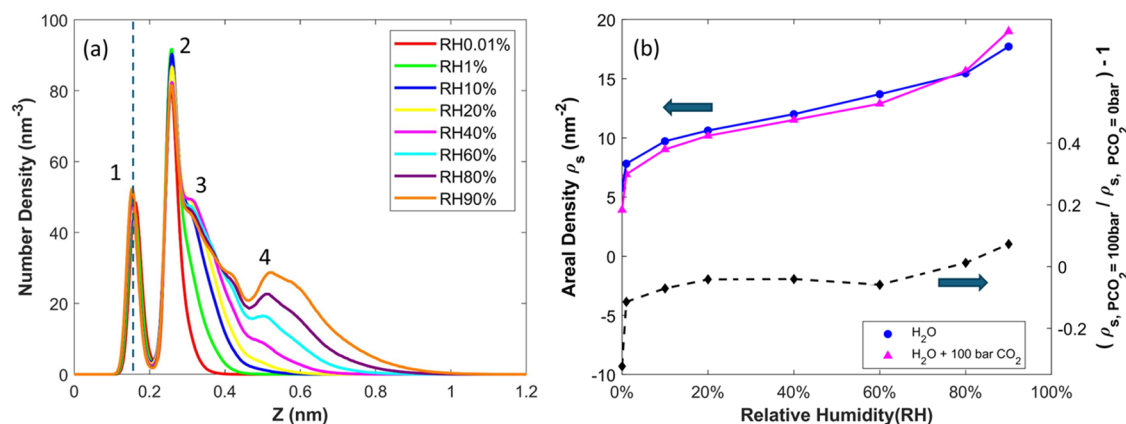 (a)
Number Density (nm⁻³)
100
80
60
40
20
0
0
0.2
0.4
0.6
0.8
1
1.2
Z (nm)
1
2
3
4
RH0.01%
RH1%
RH10%
RH20%
RH40%
RH60%
RH80%
RH90%
(b)
Areal Density ρₛ (nm⁻²)
20
15
10
5
0
-5
-10
0%
20%
40%
60%
80%
100%
Relative Humidity(RH)
0.4
0.2
0
-0.2
(ρₛ, PCO₂ = 100bar / ρₛ, PCO₂ = 0bar) - 1
H₂O
H₂O + 100 bar CO₂